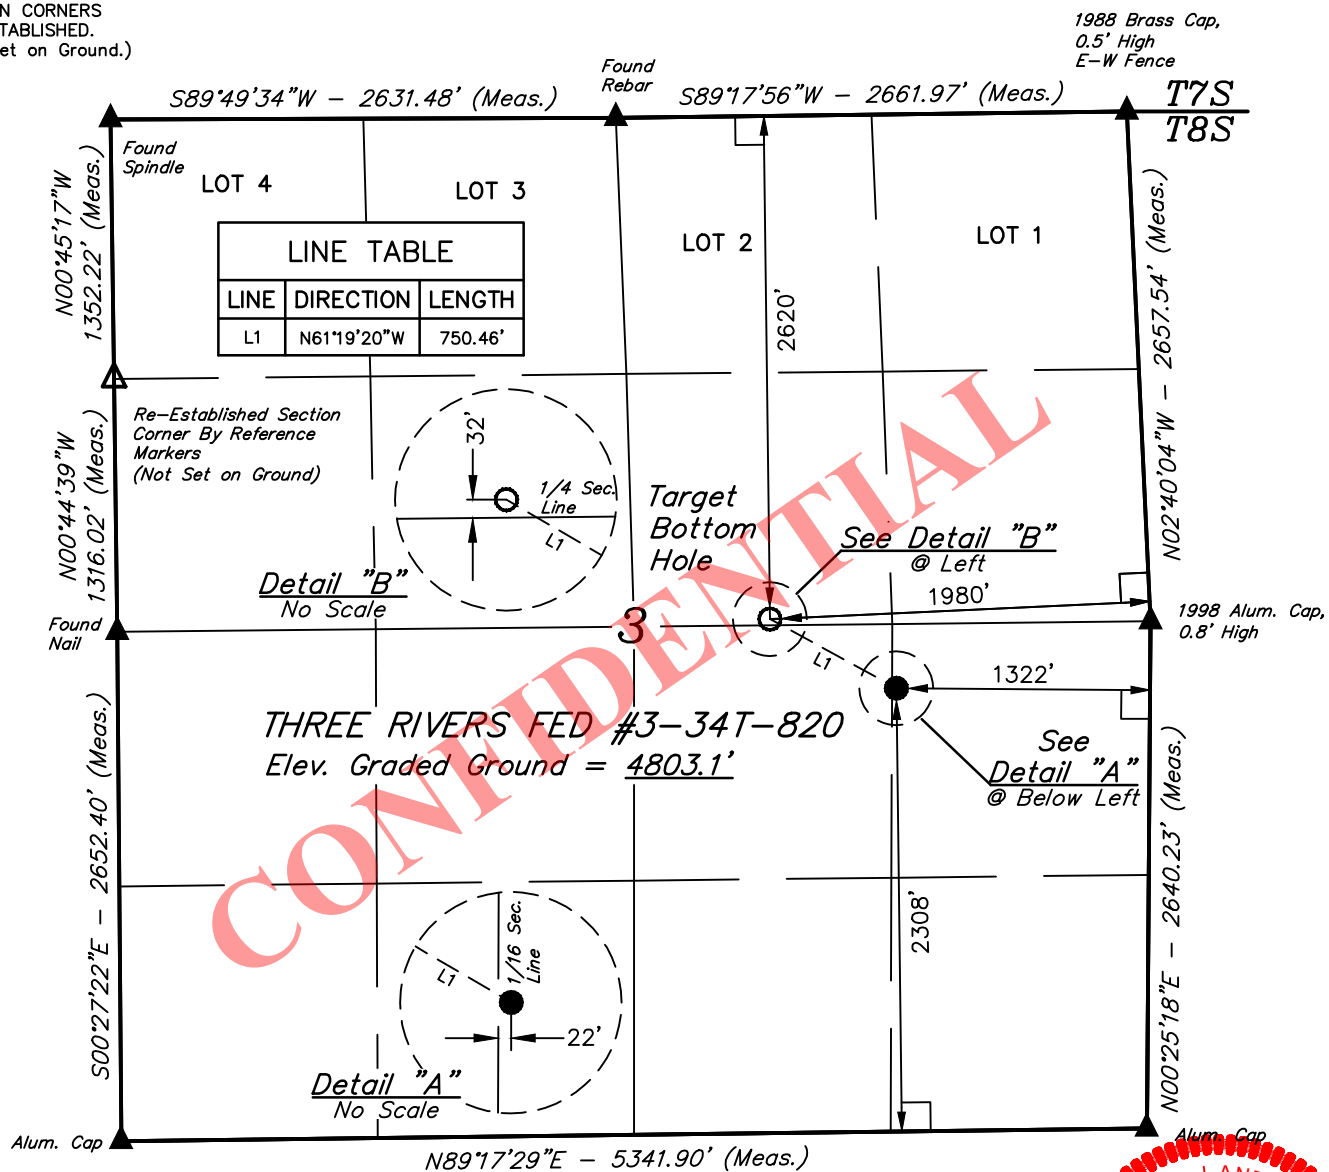 N CORNERS
TABLISHED.
et on Ground.)
1988 Brass Cap,
0.5' High
E-W Fence
Found
Rebar
S89°49'34"W - 2631.48' (Meas.)
S89°17'56"W - 2661.97' (Meas.)
T7S
T8S
Found
Spindle
LOT 4
LOT 3
LOT 2
LOT 1
N00°45'17"W
1352.22' (Meas.)
LINE TABLE
LINE DIRECTION LENGTH
L1 N61°19'20"W 750.46'
2620'
N02°40'04"W - 2657.54' (Meas.)
Re-Established Section
Corner By Reference
Markers
(Not Set on Ground)
N00°44'39"W
1316.02' (Meas.)
32'
1/4 Sec.
Line
L1
Detail "B"
No Scale
Target
Bottom
Hole
See Detail "B"
@ Left
1980'
Found
Nail
3
1998 Alum. Cap,
0.8' High
L1
1322'
THREE RIVERS FED #3-34T-820
Elev. Graded Ground = 4803.1'
See
Detail "A"
@ Below Left
CONFIDENTIAL
S00°27'22"E - 2652.40' (Meas.)
2308'
N00°25'18"E - 2640.23' (Meas.)
1/16 Sec.
Line
L1
22'
Detail "A"
No Scale
Alum. Cap
Alum. Cap
N89°17'29"E - 5341.90' (Meas.)
LAND